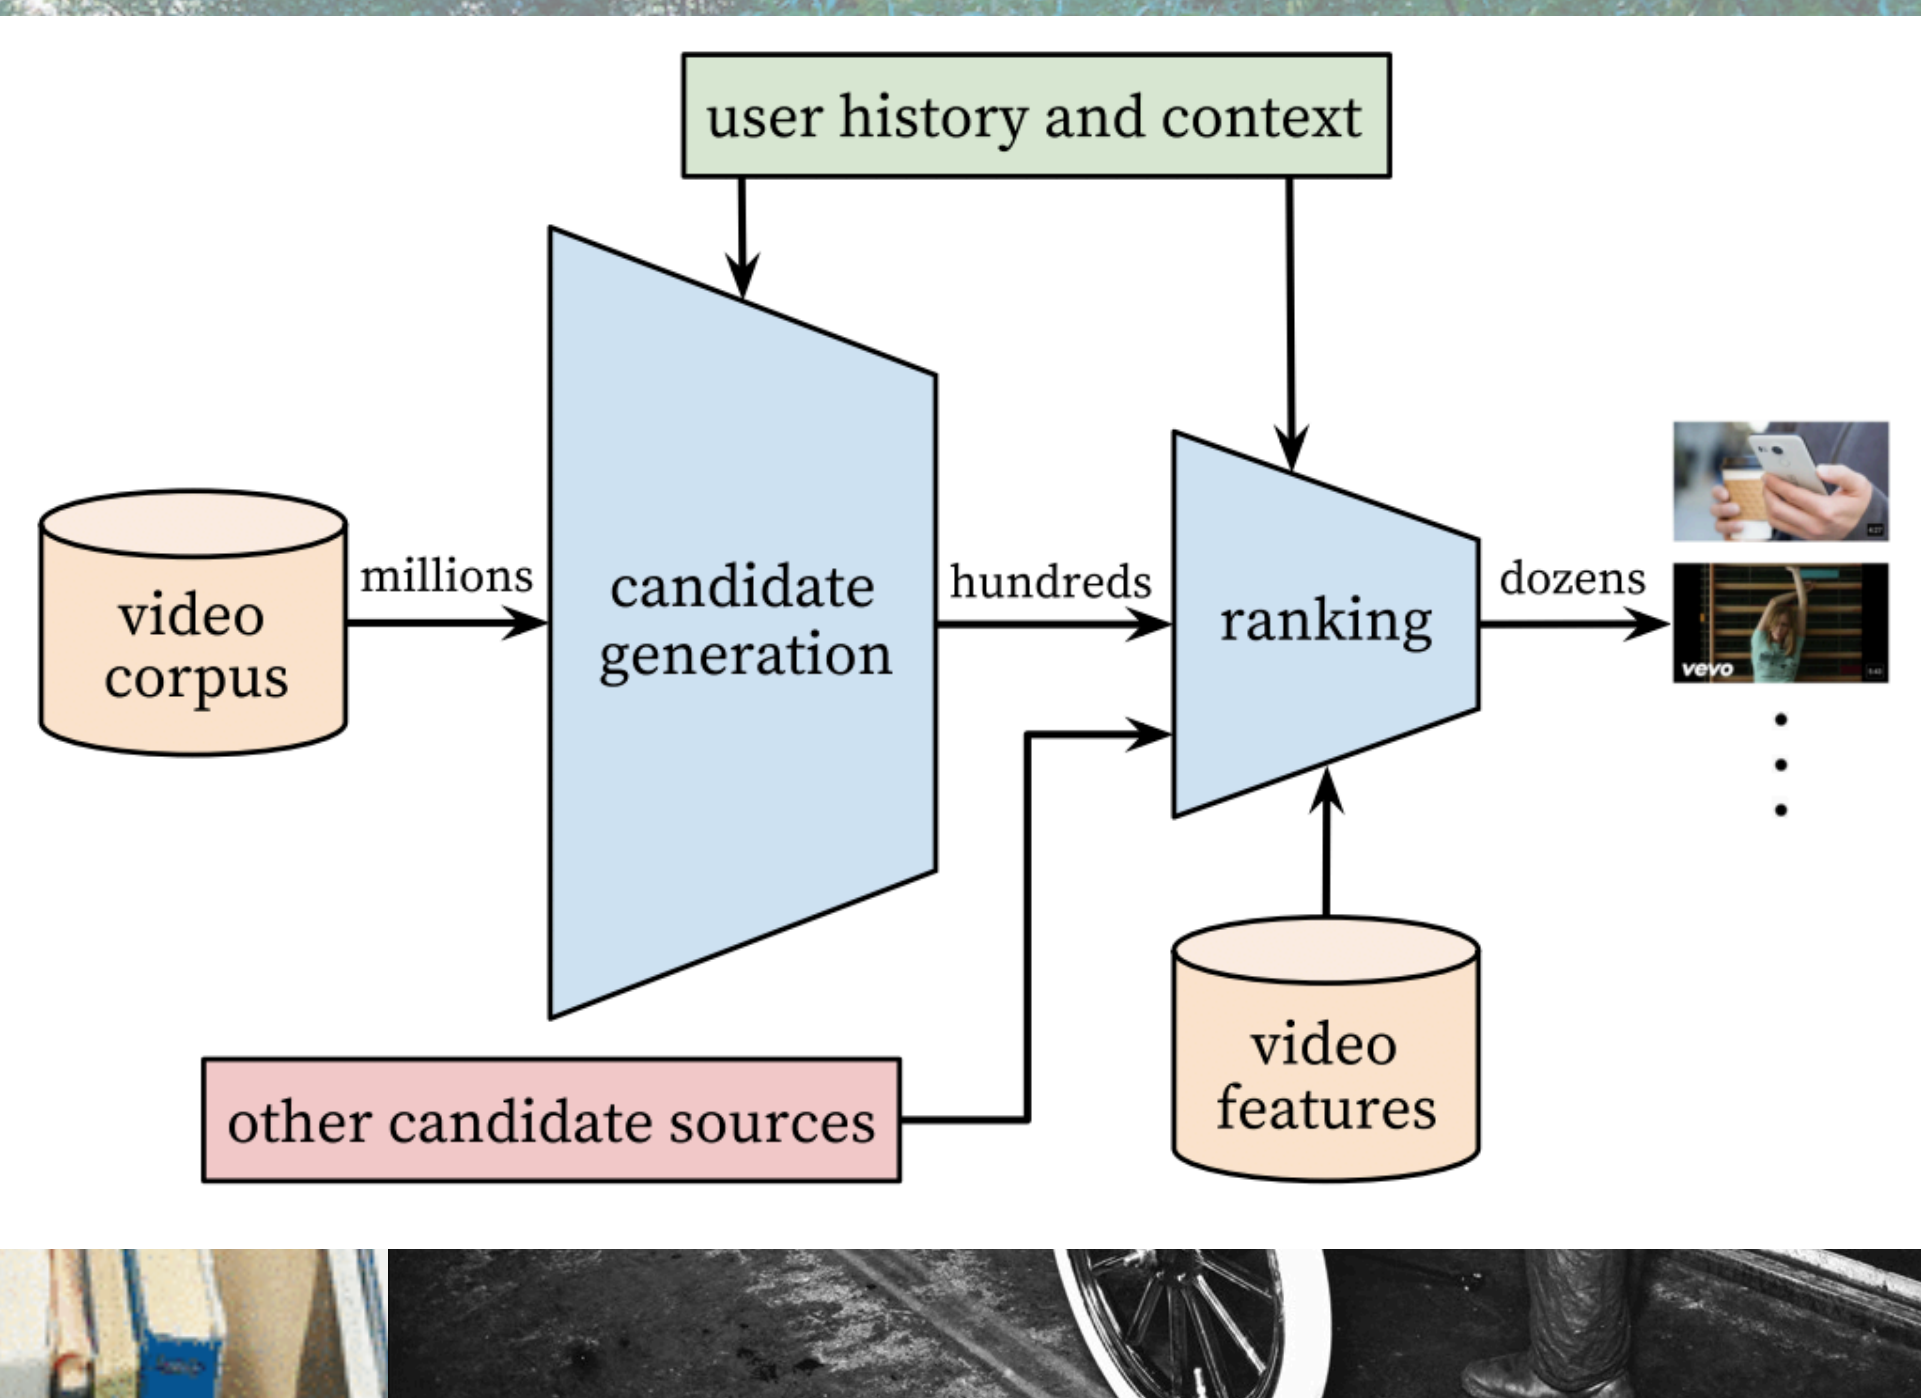 user history and context
millions
video
corpus
candidate
generation
hundreds
ranking
dozens
vevo
other candidate sources
video
features